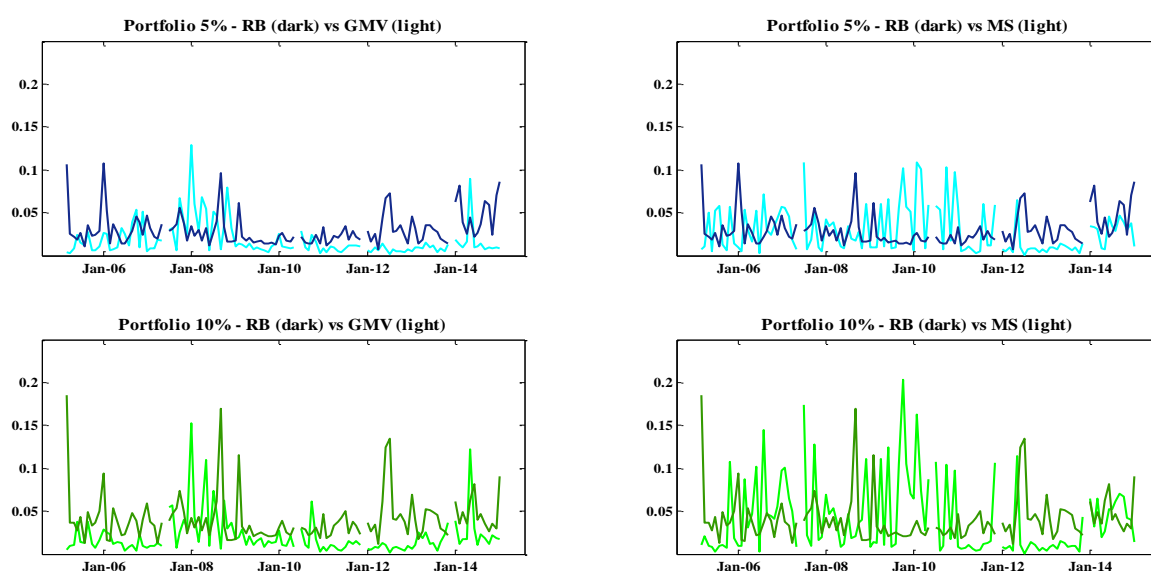 Portfolio 5% - RB (dark) vs GMV (light)
0.2
0.15
0.1
0.05
Jan-06 Jan-08 Jan-10 Jan-12 Jan-14
Portfolio 5% - RB (dark) vs MS (light)
0.2
0.15
0.1
0.05
Jan-06 Jan-08 Jan-10 Jan-12 Jan-14
Portfolio 10% - RB (dark) vs GMV (light)
0.2
0.15
0.1
0.05
Jan-06 Jan-08 Jan-10 Jan-12 Jan-14
Portfolio 10% - RB (dark) vs MS (light)
0.2
0.15
0.1
0.05
Jan-06 Jan-08 Jan-10 Jan-12 Jan-14